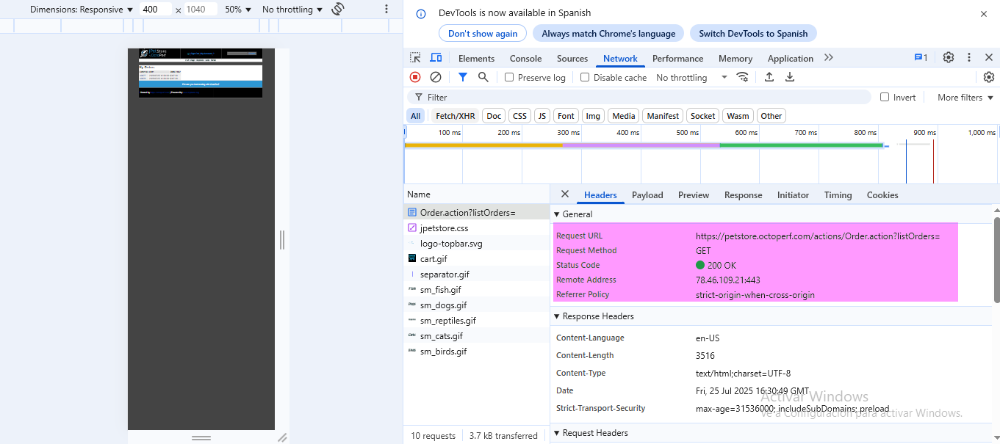 Dimensions: Responsive ▼ 400 × 1040 50% ▼ No throttling ▼
DevTools is now available in Spanish
Don't show again Always match Chrome's language Switch DevTools to Spanish
Elements Console Sources Network Performance Memory Application 1
Preserve log Disable cache No throttling
Filter Invert More filters
All Fetch/XHR Doc CSS JS Font Img Media Manifest Socket Wasm Other
100 ms 200 ms 300 ms 400 ms 500 ms 600 ms 700 ms 800 ms 900 ms 1,000 ms
Name
Order.action?listOrders=
jpetstore.css
logo-topbar.svg
cart.gif
separator.gif
sm_fish.gif
sm_dogs.gif
sm_reptiles.gif
sm_cats.gif
sm_birds.gif
10 requests 3.7 kB transferred
Headers Payload Preview Response Initiator Timing Cookies
▼ General
Request URL https://petstore.octoperf.com/actions/Order.action?listOrders=
Request Method GET
Status Code 200 OK
Remote Address 78.46.109.21:443
Referrer Policy strict-origin-when-cross-origin
▼ Response Headers
Content-Language en-US
Content-Length 3516
Content-Type text/html;charset=UTF-8
Date Fri, 25 Jul 2025 16:30:49 GMT
Strict-Transport-Security max-age=31536000; includeSubDomains; preload
▼ Request Headers
Activar Windows
Ve a Configuración para activar Windows.
JPetStore
OctoPerf
My Orders